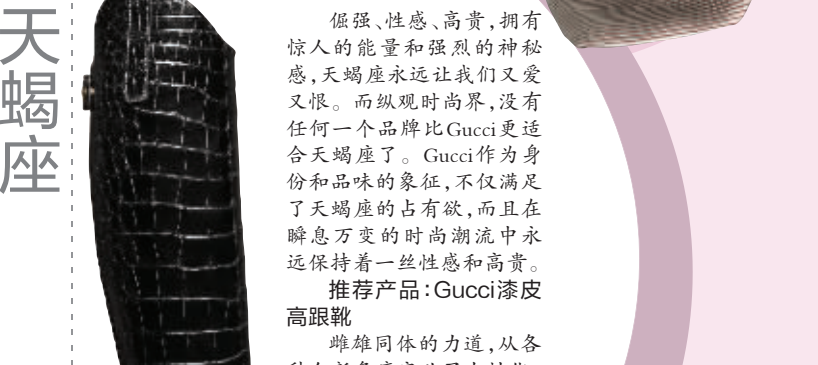 天蝎座
倔强、性感、高贵,拥有
惊人的能量和强烈的神秘
感,天蝎座永远让我们又爱
又恨。而纵观时尚界,没有
任何一个品牌比Gucci更适
合天蝎座了。Gucci作为身
份和品味的象征,不仅满足
了天蝎座的占有欲,而且在
瞬息万变的时尚潮流中永
远保持着一丝性感和高贵。
推荐产品:Gucci漆皮
高跟靴
雌雄同体的力道,从各